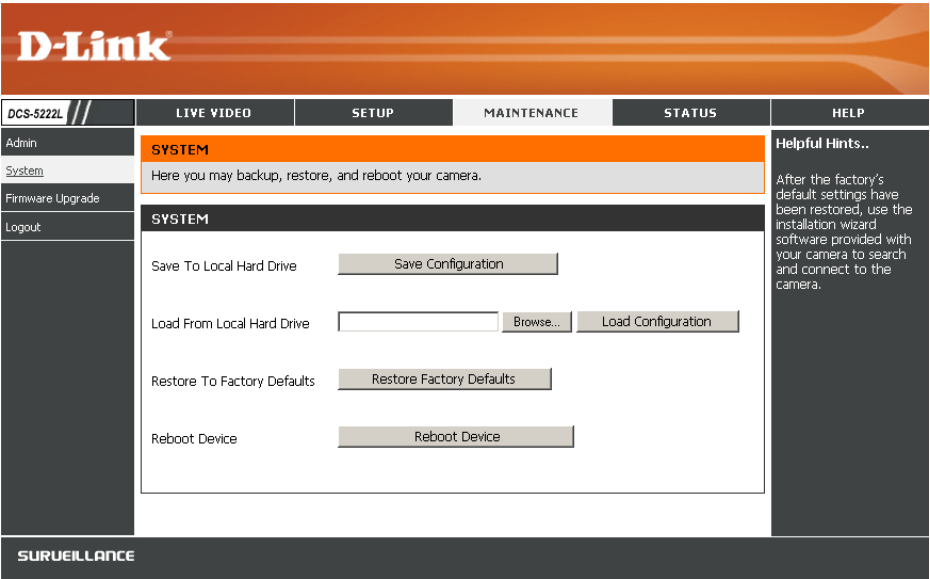 D-Link
DCS-5222L
LIVE VIDEO
SETUP
MAINTENANCE
STATUS
HELP
Admin
System
Firmware Upgrade
Logout
SYSTEM
Here you may backup, restore, and reboot your camera.
SYSTEM
Save To Local Hard Drive
Save Configuration
Load From Local Hard Drive
Browse...
Load Configuration
Restore To Factory Defaults
Restore Factory Defaults
Reboot Device
Reboot Device
Helpful Hints..
After the factory's
default settings have
been restored, use the
installation wizard
software provided with
your camera to search
and connect to the
camera.
SURVEILLANCE